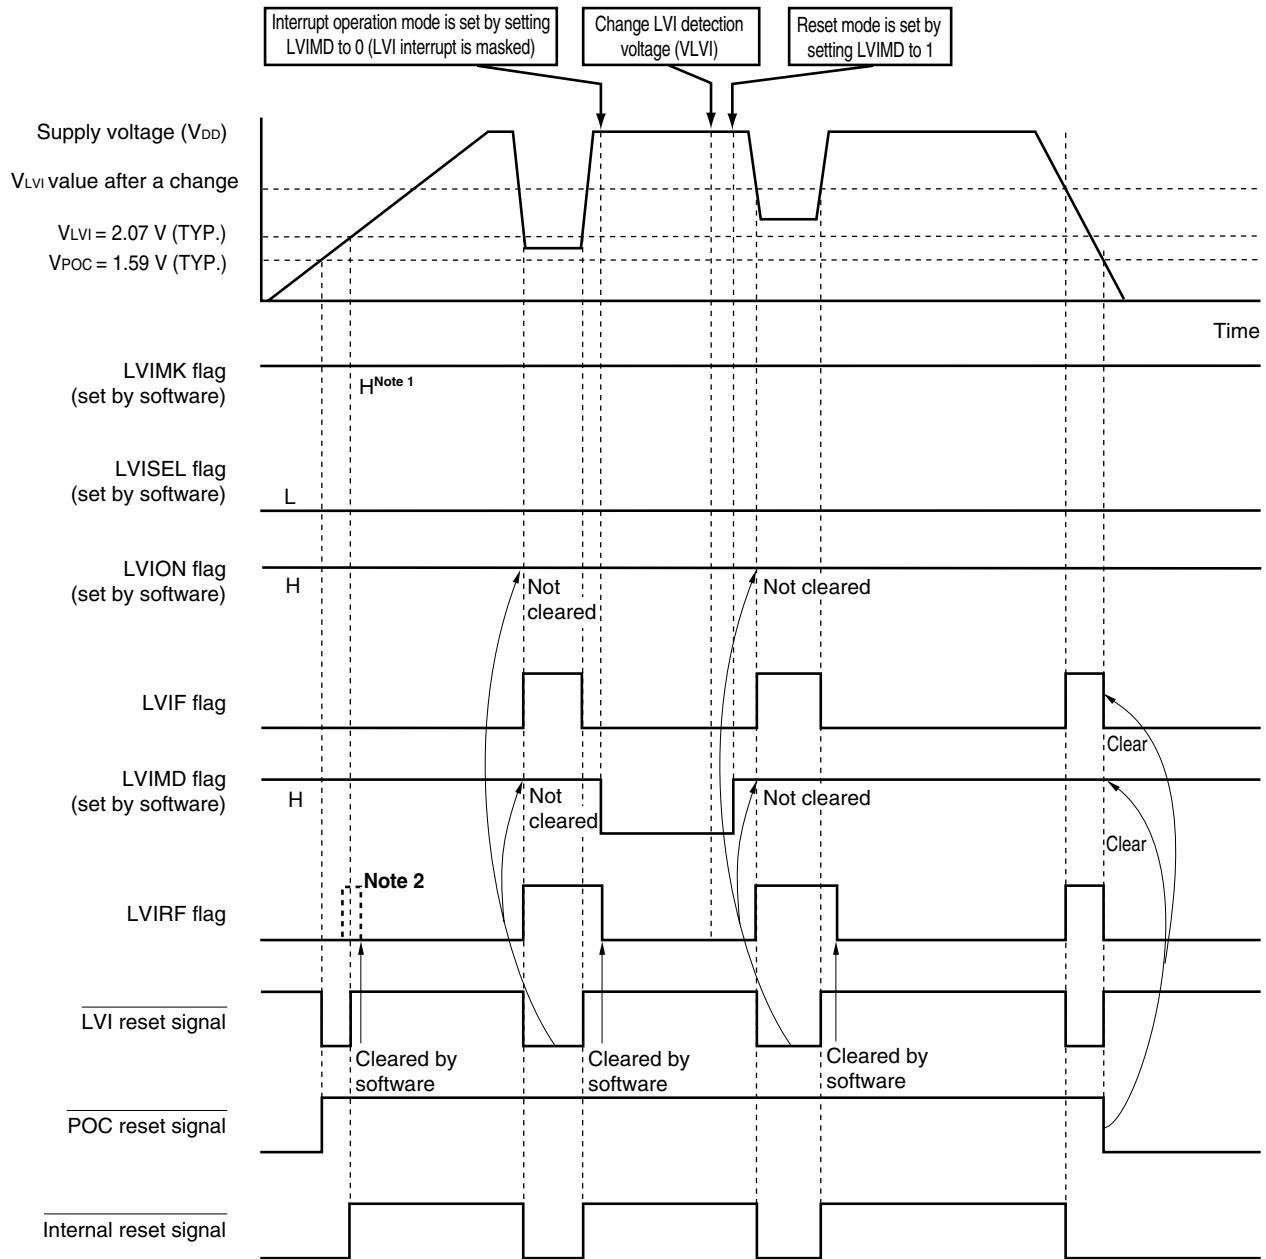 Interrupt operation mode is set by setting
LVIMD to 0 (LVI interrupt is masked)
Change LVI detection
voltage (VLVI)
Reset mode is set by
setting LVIMD to 1
Supply voltage (VDD)
VLVI value after a change
VLVI = 2.07 V (TYP.)
VPOC = 1.59 V (TYP.)
Time
LVIMK flag
(set by software)
H Note 1
LVISEL flag
(set by software)
L
LVION flag
(set by software)
H
Not
cleared
Not cleared
LVIF flag
Clear
LVIMD flag
(set by software)
H
Not
cleared
Not cleared
Clear
Note 2
LVIRF flag
LVI reset signal
Cleared by
software
Cleared by
software
Cleared by
software
POC reset signal
Internal reset signal